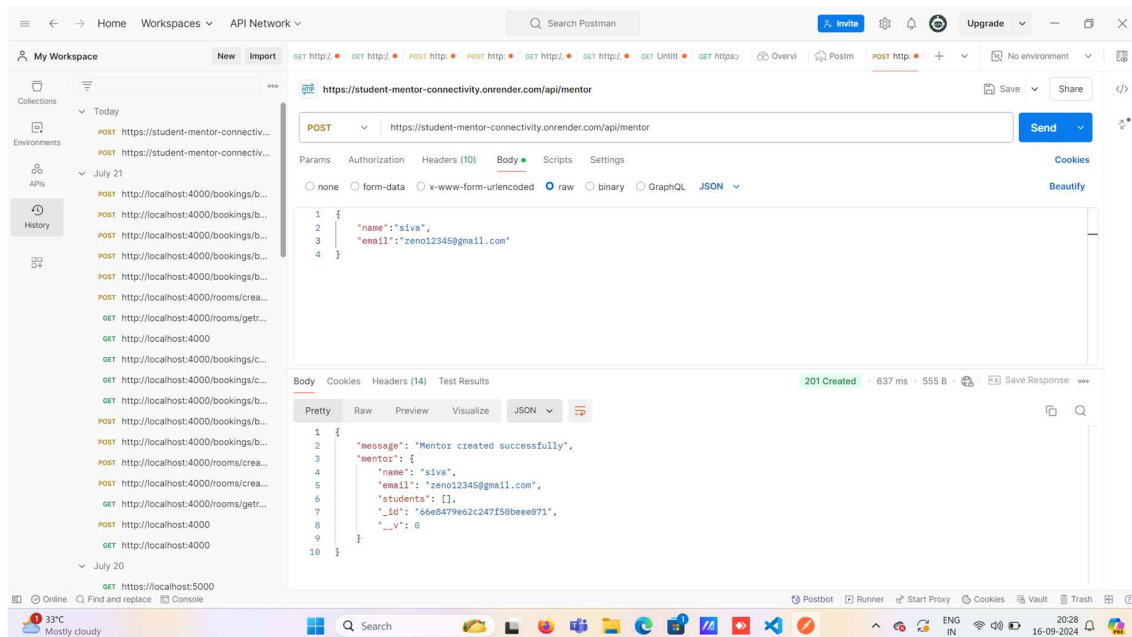 Home Workspaces API Network Search Postman Invite Upgrade
My Workspace New Import GET http:/, GET http:/, POST http: POST http: GET http:/, GET http:/, GET Untitl GET https:/ Overvi Postm POST http: No environment
Collections
Environments
APIs
History
Today
POST https://student-mentor-connectiv...
POST https://student-mentor-connectiv...
July 21
POST http://localhost:4000/bookings/b...
POST http://localhost:4000/bookings/b...
POST http://localhost:4000/bookings/b...
POST http://localhost:4000/bookings/b...
POST http://localhost:4000/bookings/b...
POST http://localhost:4000/rooms/crea...
GET http://localhost:4000/rooms/getr...
GET http://localhost:4000
GET http://localhost:4000/bookings/c...
GET http://localhost:4000/bookings/c...
GET http://localhost:4000/bookings/b...
POST http://localhost:4000/bookings/b...
POST http://localhost:4000/bookings/b...
POST http://localhost:4000/rooms/crea...
POST http://localhost:4000/rooms/crea...
GET http://localhost:4000/rooms/getr...
POST http://localhost:4000
GET http://localhost:4000
July 20
GET https://localhost:5000
HTTP https://student-mentor-connectivity.onrender.com/api/mentor Save Share
POST https://student-mentor-connectivity.onrender.com/api/mentor Send
Params Authorization Headers (10) Body Scripts Settings Cookies
none form-data x-www-form-urlencoded raw binary GraphQL JSON Beautify
1 {
2 "name":"siva",
3 "email":"zeno12345@gmail.com"
4 }
Body Cookies Headers (14) Test Results 201 Created 637 ms 555 B Save Response
Pretty Raw Preview Visualize JSON
1 {
2 "message": "Mentor created successfully",
3 "mentor": {
4 "name": "siva",
5 "email": "zeno12345@gmail.com",
6 "students": [],
7 "_id": "66e8479e62c247f50beee071",
8 "__v": 0
9 }
10 }
Online Find and replace Console Postbot Runner Start Proxy Cookies Vault Trash
33°C
Mostly cloudy
Search
ENG
IN
20:28
16-09-2024